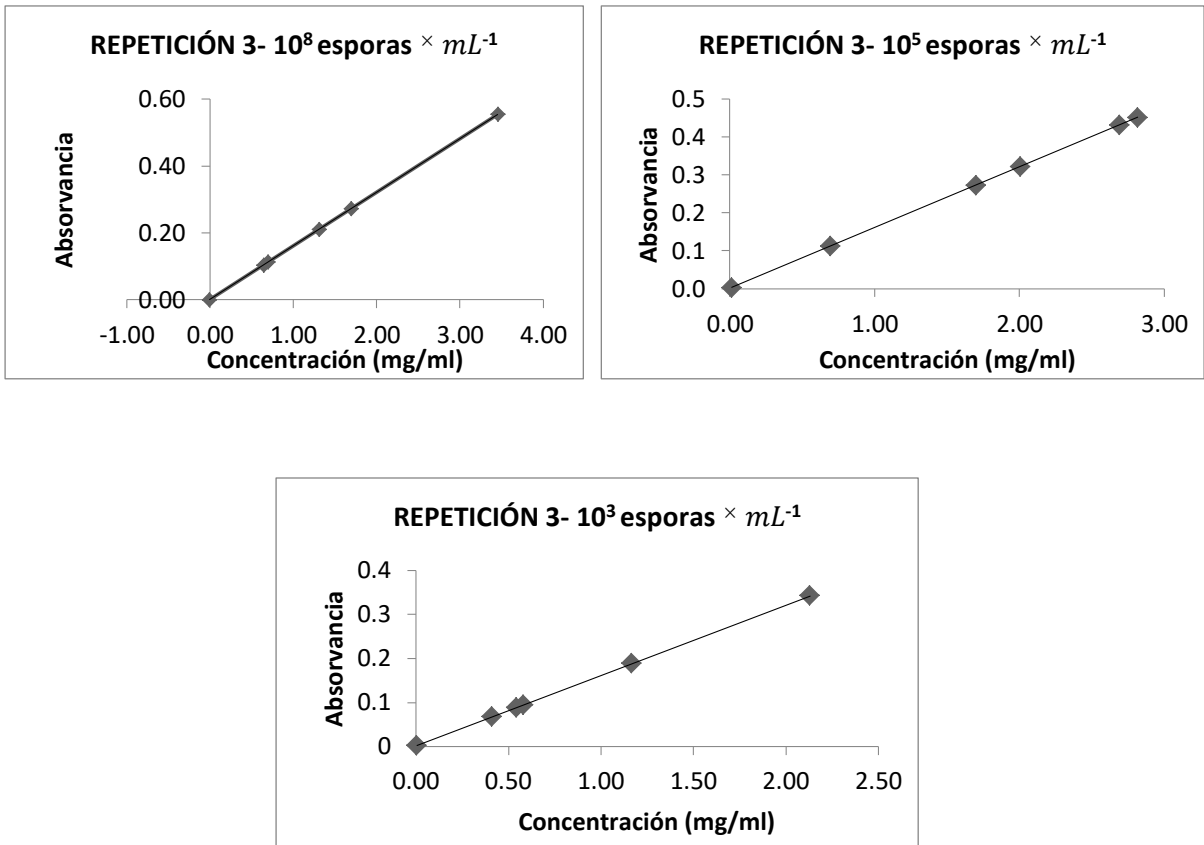 REPETICIÓN 3- 10⁸ esporas × mL⁻¹
Absorvancia
0.60
0.40
0.20
0.00
-1.00 0.00 1.00 2.00 3.00 4.00
Concentración (mg/ml)
REPETICIÓN 3- 10⁵ esporas × mL⁻¹
Absorvancia
0.5
0.4
0.3
0.2
0.1
0.0
0.00 1.00 2.00 3.00
Concentración (mg/ml)
REPETICIÓN 3- 10³ esporas × mL⁻¹
Absorvancia
0.4
0.3
0.2
0.1
0
0.00 0.50 1.00 1.50 2.00 2.50
Concentración (mg/ml)